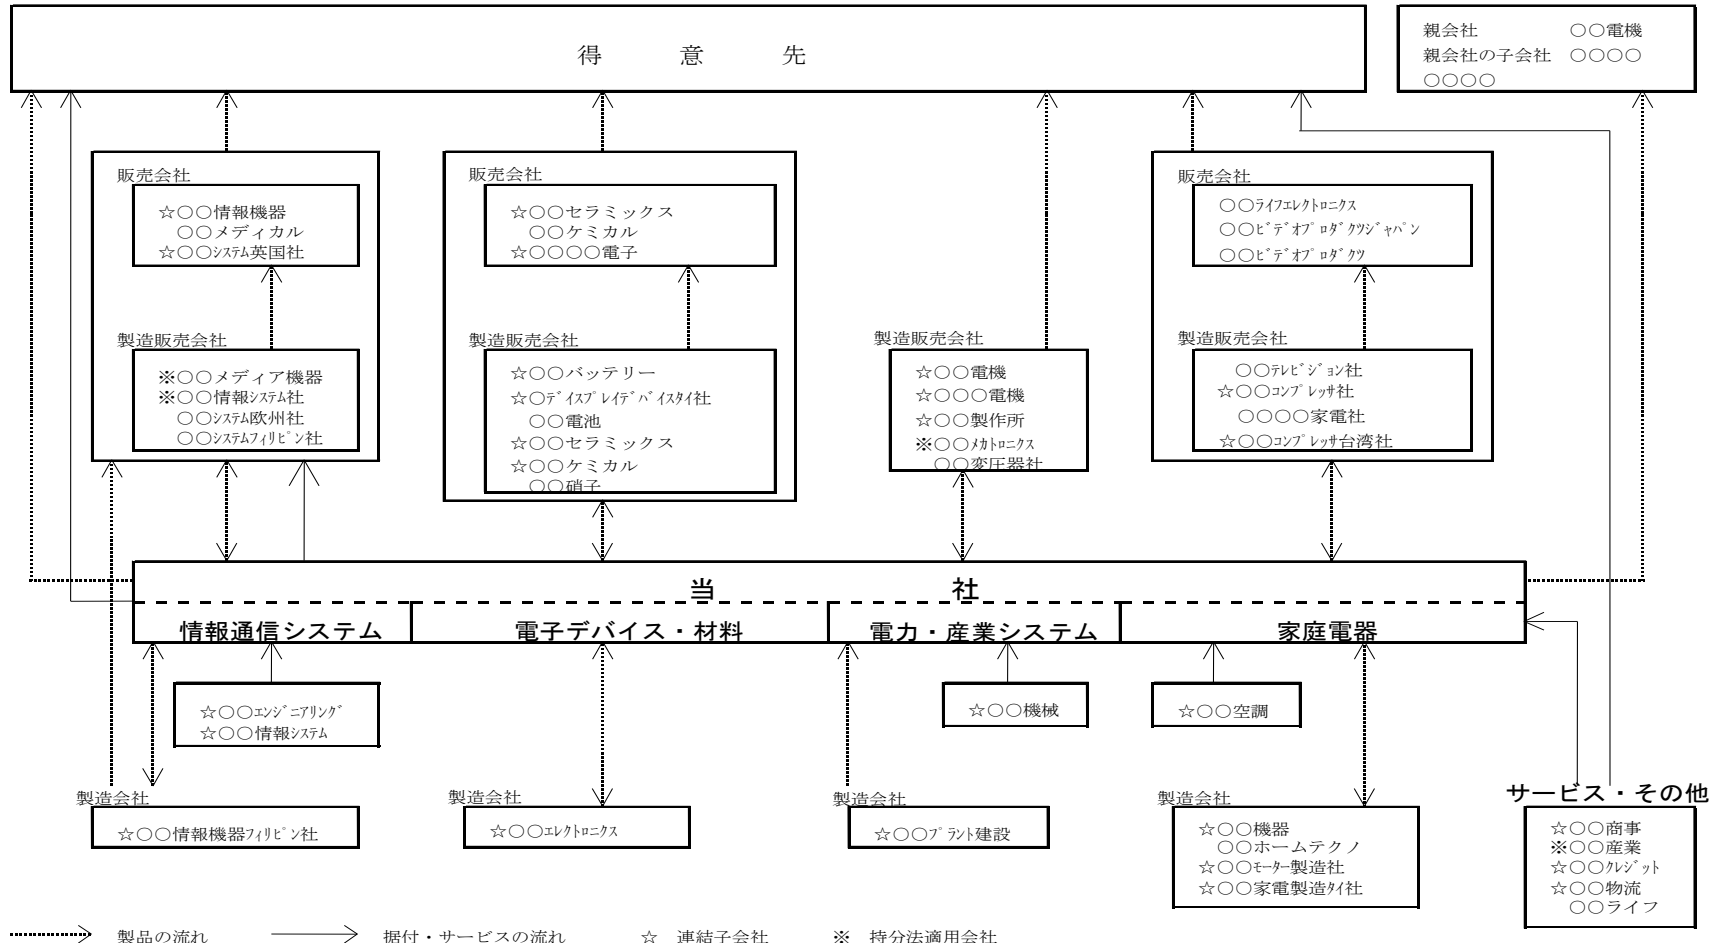 得意先
親会社 ○○電機
親会社の子会社 ○○○○
○○○○
販売会社
☆○○情報機器
○○メディカル
☆○○システム英国社
製造販売会社
※○○メディア機器
※○○情報システム社
○○システム欧州社
○○システムフィリピン社
販売会社
☆○○セラミックス
○○ケミカル
☆○○○○電子
製造販売会社
☆○○バッテリー
☆○ディスプレイデバイスタイ社
○○電池
☆○○セラミックス
☆○○ケミカル
○○硝子
製造販売会社
☆○○電機
☆○○○電機
☆○○製作所
※○○メカトロニクス
○○変圧器社
販売会社
○○ライフエレクトロニクス
○○ビデオプロダクツジャパン
○○ビデオプロダクツ
製造販売会社
○○テレビジョン社
☆○○コンプレッサ社
○○○○家電社
☆○○コンプレッサ台湾社
当社
情報通信システム
電子デバイス・材料
電力・産業システム
家庭電器
☆○○エンジニアリング
☆○○情報システム
☆○○機械
☆○○空調
製造会社
☆○○情報機器フィリピン社
製造会社
☆○○エレクトロニクス
製造会社
☆○○プラント建設
製造会社
☆○○機器
○○ホームテクノ
☆○○モーター製造社
☆○○家電製造タイ社
サービス・その他
☆○○商事
※○○産業
☆○○クレジット
☆○○物流
○○ライフ
製品の流れ
据付・サービスの流れ
☆ 連結子会社
※ 持分法適用会社